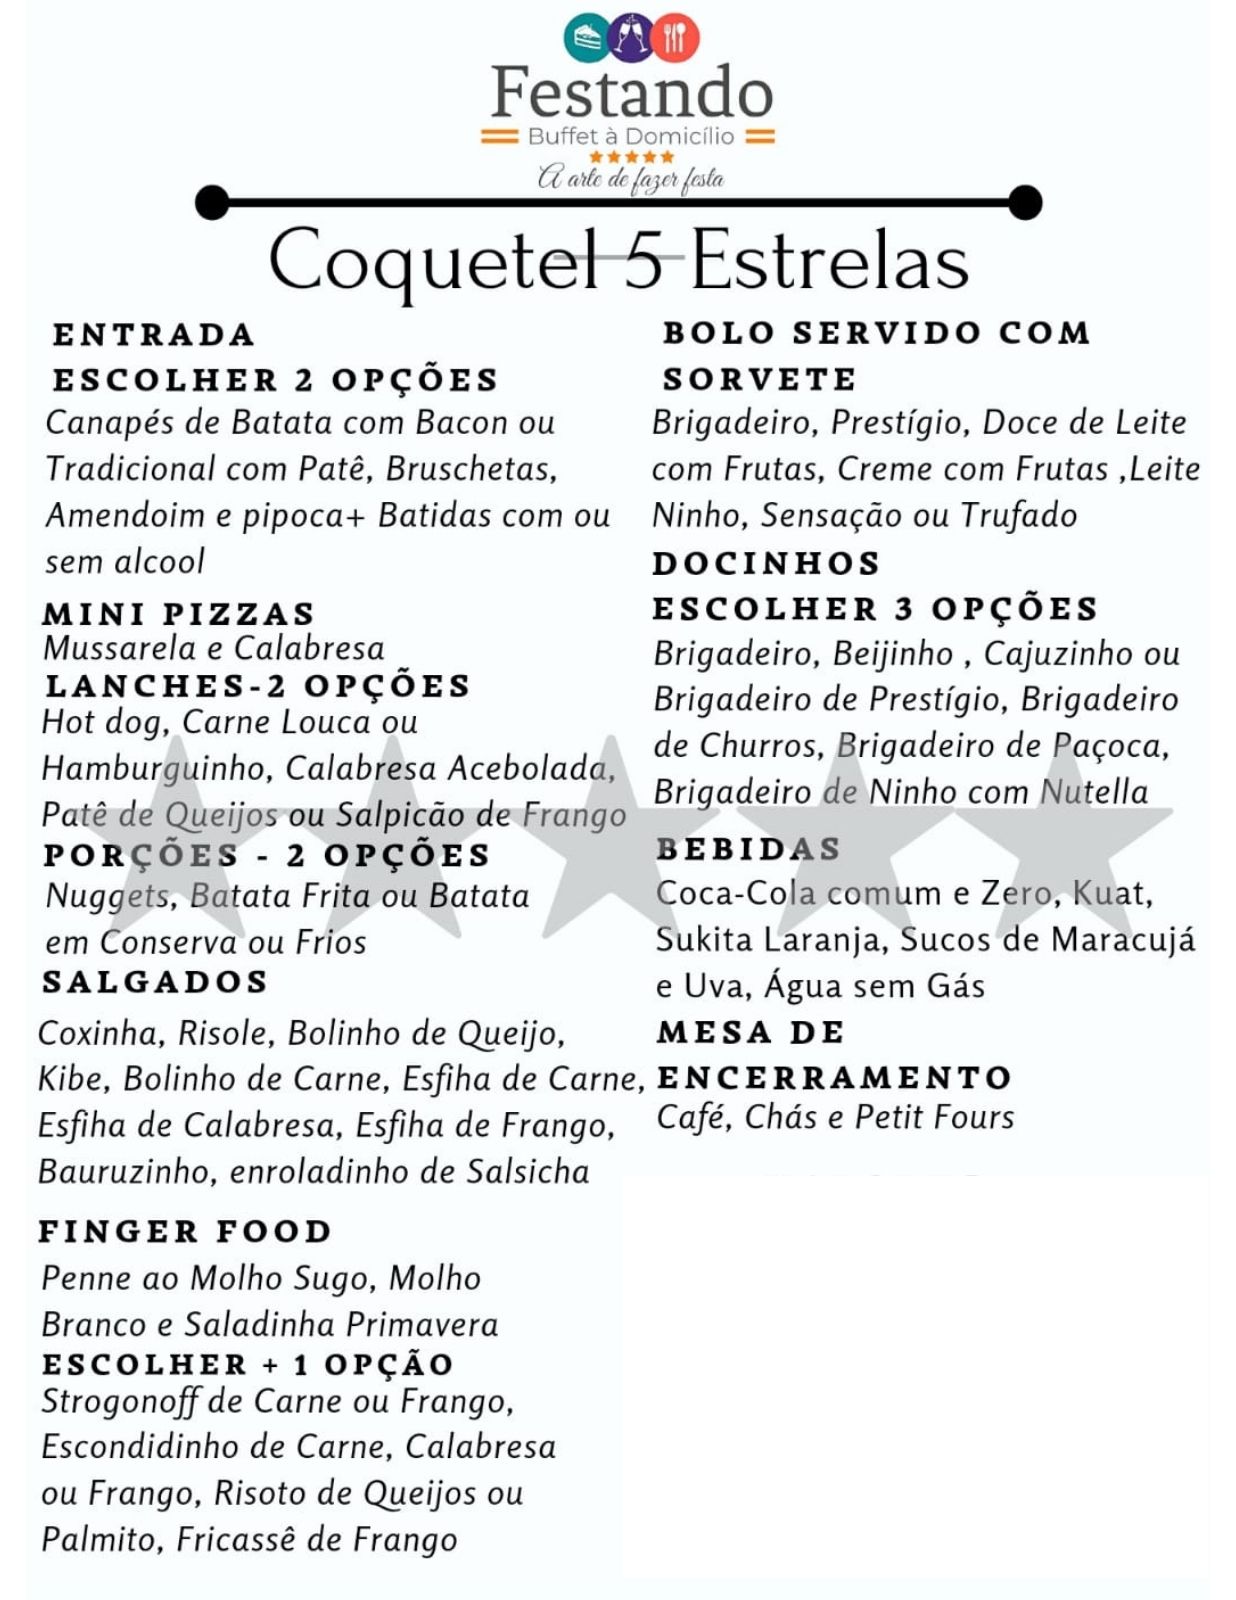 Festando
Buffet à Domicílio
A arte de fazer festa
Coquetel 5 Estrelas
ENTRADA
ESCOLHER 2 OPÇÕES
Canapés de Batata com Bacon ou
Tradicional com Patê, Bruschetas,
Amendoim e pipoca+ Batidas com ou
sem alcool
MINI PIZZAS
Mussarela e Calabresa
LANCHES-2 OPÇÕES
Hot dog, Carne Louca ou
Hamburguinho, Calabresa Acebolada,
Patê de Queijos ou Salpicão de Frango
PORÇÕES - 2 OPÇÕES
Nuggets, Batata Frita ou Batata
em Conserva ou Frios
SALGADOS
Coxinha, Risole, Bolinho de Queijo,
Kibe, Bolinho de Carne, Esfiha de Carne,
Esfiha de Calabresa, Esfiha de Frango,
Bauruzinho, enroladinho de Salsicha
FINGER FOOD
Penne ao Molho Sugo, Molho
Branco e Saladinha Primavera
ESCOLHER + 1 OPÇÃO
Strogonoff de Carne ou Frango,
Escondidinho de Carne, Calabresa
ou Frango, Risoto de Queijos ou
Palmito, Fricassê de Frango
BOLO SERVIDO COM
SORVETE
Brigadeiro, Prestígio, Doce de Leite
com Frutas, Creme com Frutas ,Leite
Ninho, Sensação ou Trufado
DOCINHOS
ESCOLHER 3 OPÇÕES
Brigadeiro, Beijinho , Cajuzinho ou
Brigadeiro de Prestígio, Brigadeiro
de Churros, Brigadeiro de Paçoca,
Brigadeiro de Ninho com Nutella
BEBIDAS
Coca-Cola comum e Zero, Kuat,
Sukita Laranja, Sucos de Maracujá
e Uva, Água sem Gás
MESA DE
ENCERRAMENTO
Café, Chás e Petit Fours